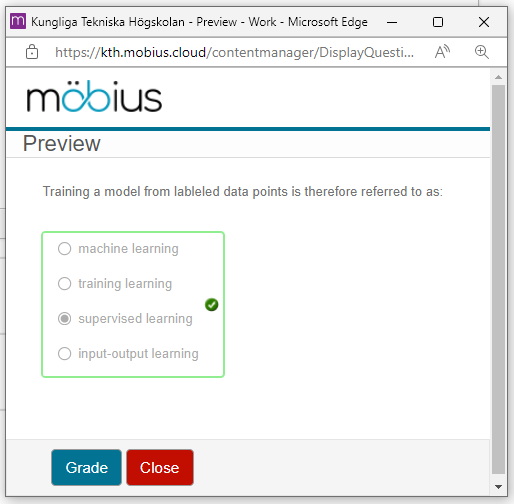 Kungliga Tekniska Högskolan - Preview - Work - Microsoft Edge
https://kth.mobius.cloud/contentmanager/DisplayQuesti...
möbius
Preview
Training a model from lableled data points is therefore referred to as:
machine learning
training learning
supervised learning
input-output learning
Grade Close